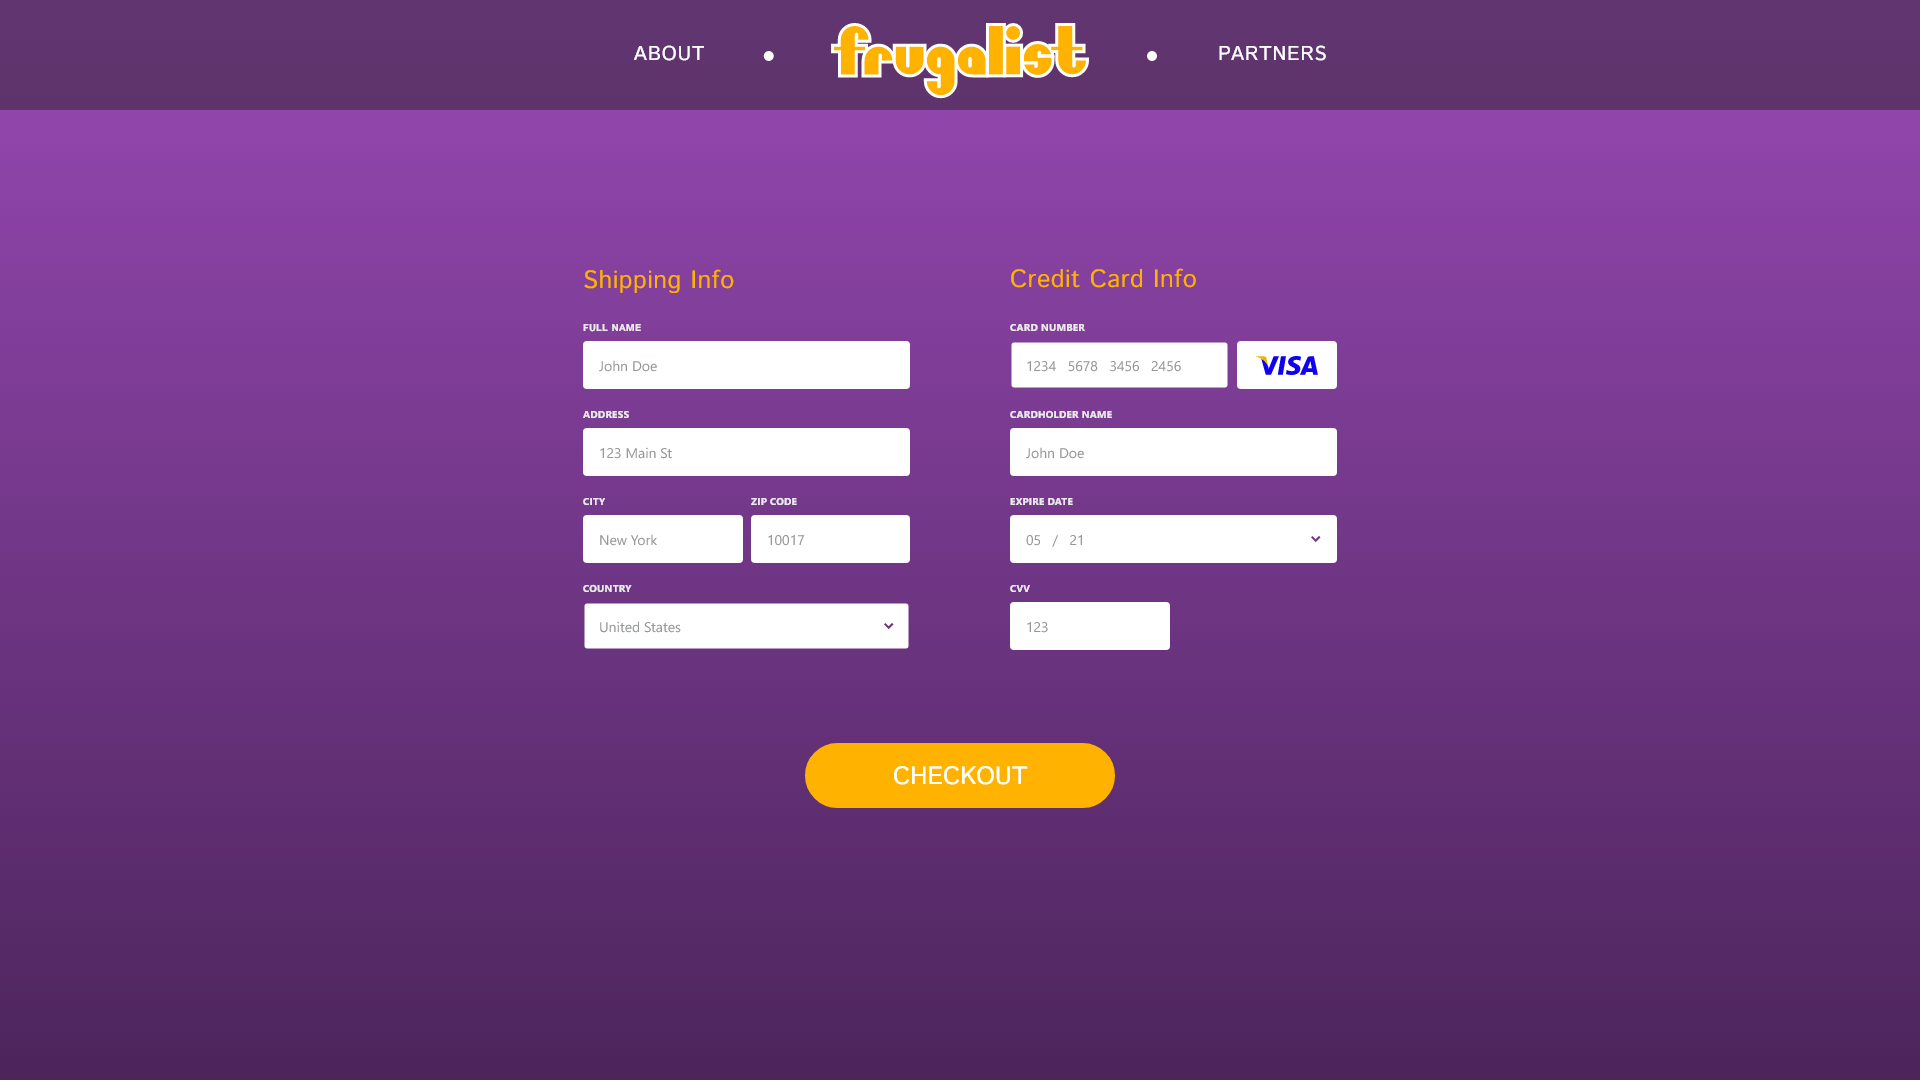 ABOUT
frugalist
PARTNERS
Shipping Info
FULL NAME
John Doe
ADDRESS
123 Main St
CITY
ZIP CODE
New York
10017
COUNTRY
United States
Credit Card Info
CARD NUMBER
1234 5678 3456 2456
VISA
CARDHOLDER NAME
John Doe
EXPIRE DATE
05 / 21
CVV
123
CHECKOUT